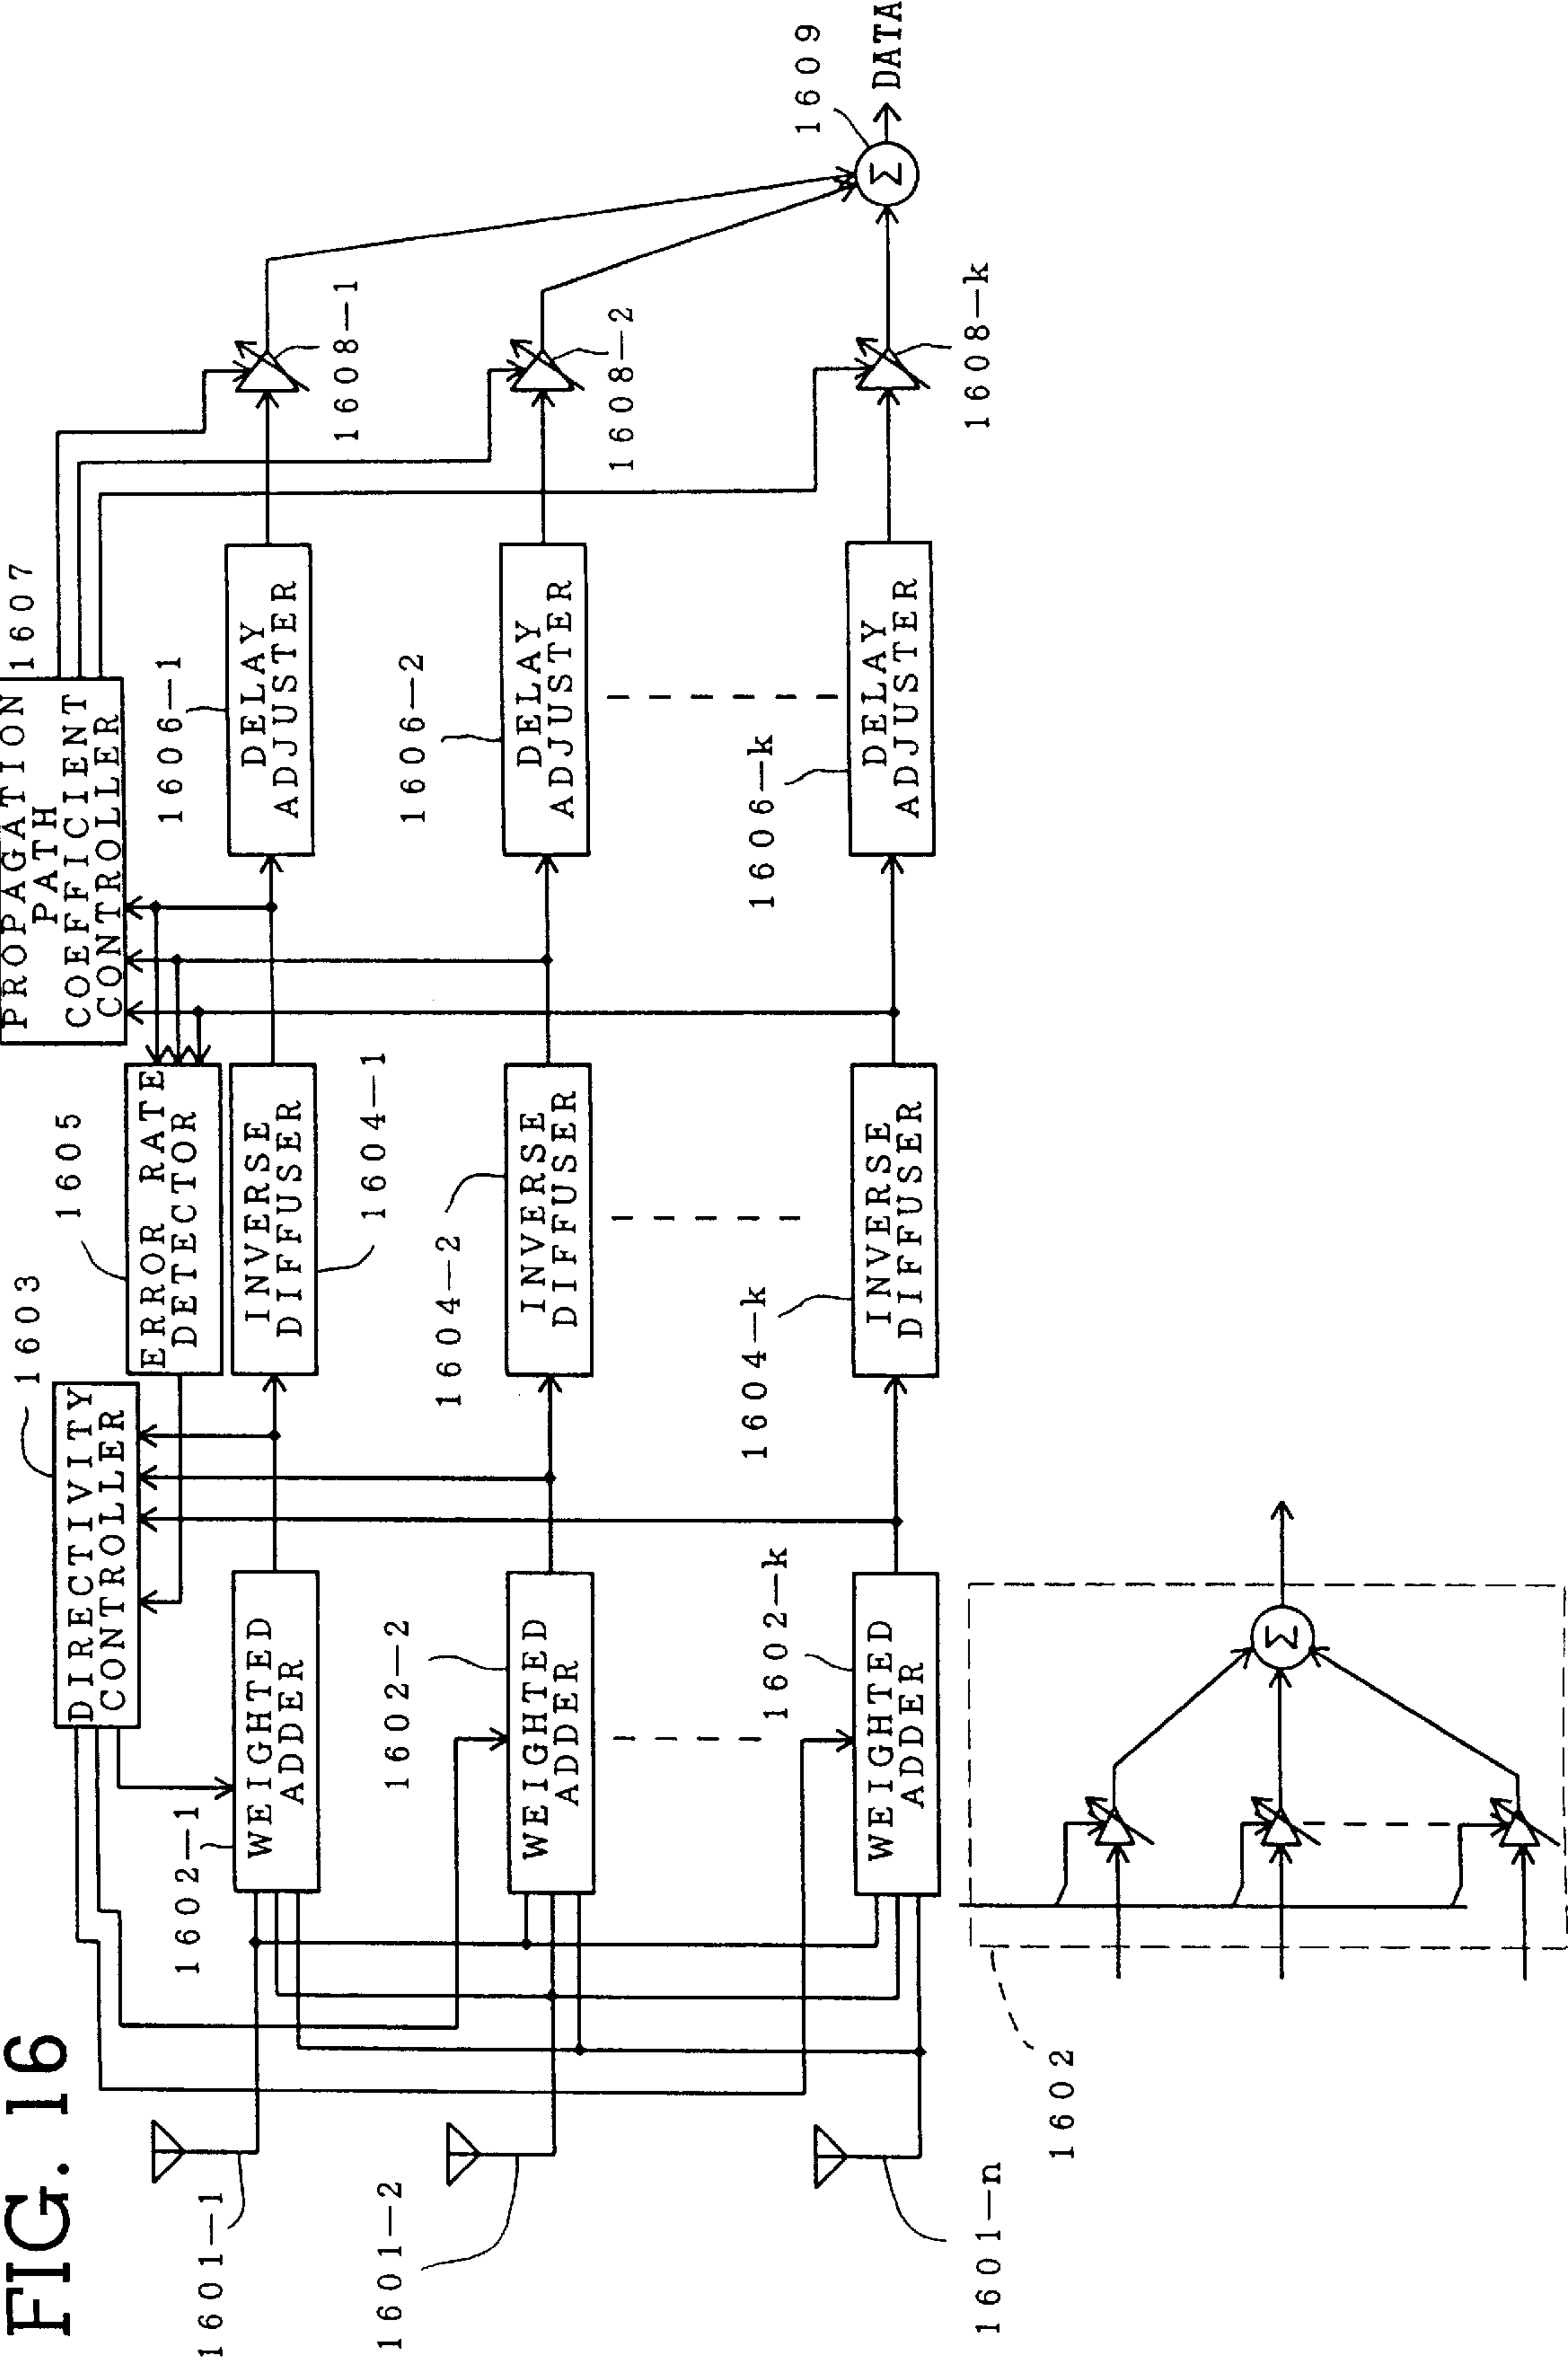 FIG. 16
1603
DIRECTIVITY
CONTROLLER
1605
ERROR RATE
DETECTOR
PROPAGATION
PATH
COEFFICIENT
CONTROLLER
1607
1601-1
1602-1
WEIGHTED
ADDER
INVERSE
DIFFUSER
1604-1
1606-1
DELAY
ADJUSTER
1608-1
1601-2
1602-2
WEIGHTED
ADDER
1604-2
INVERSE
DIFFUSER
1606-2
DELAY
ADJUSTER
1608-2
1601-n
1602-k
WEIGHTED
ADDER
1604-k
INVERSE
DIFFUSER
1606-k
DELAY
ADJUSTER
1608-k
1609
Σ
DATA
1602
Σ